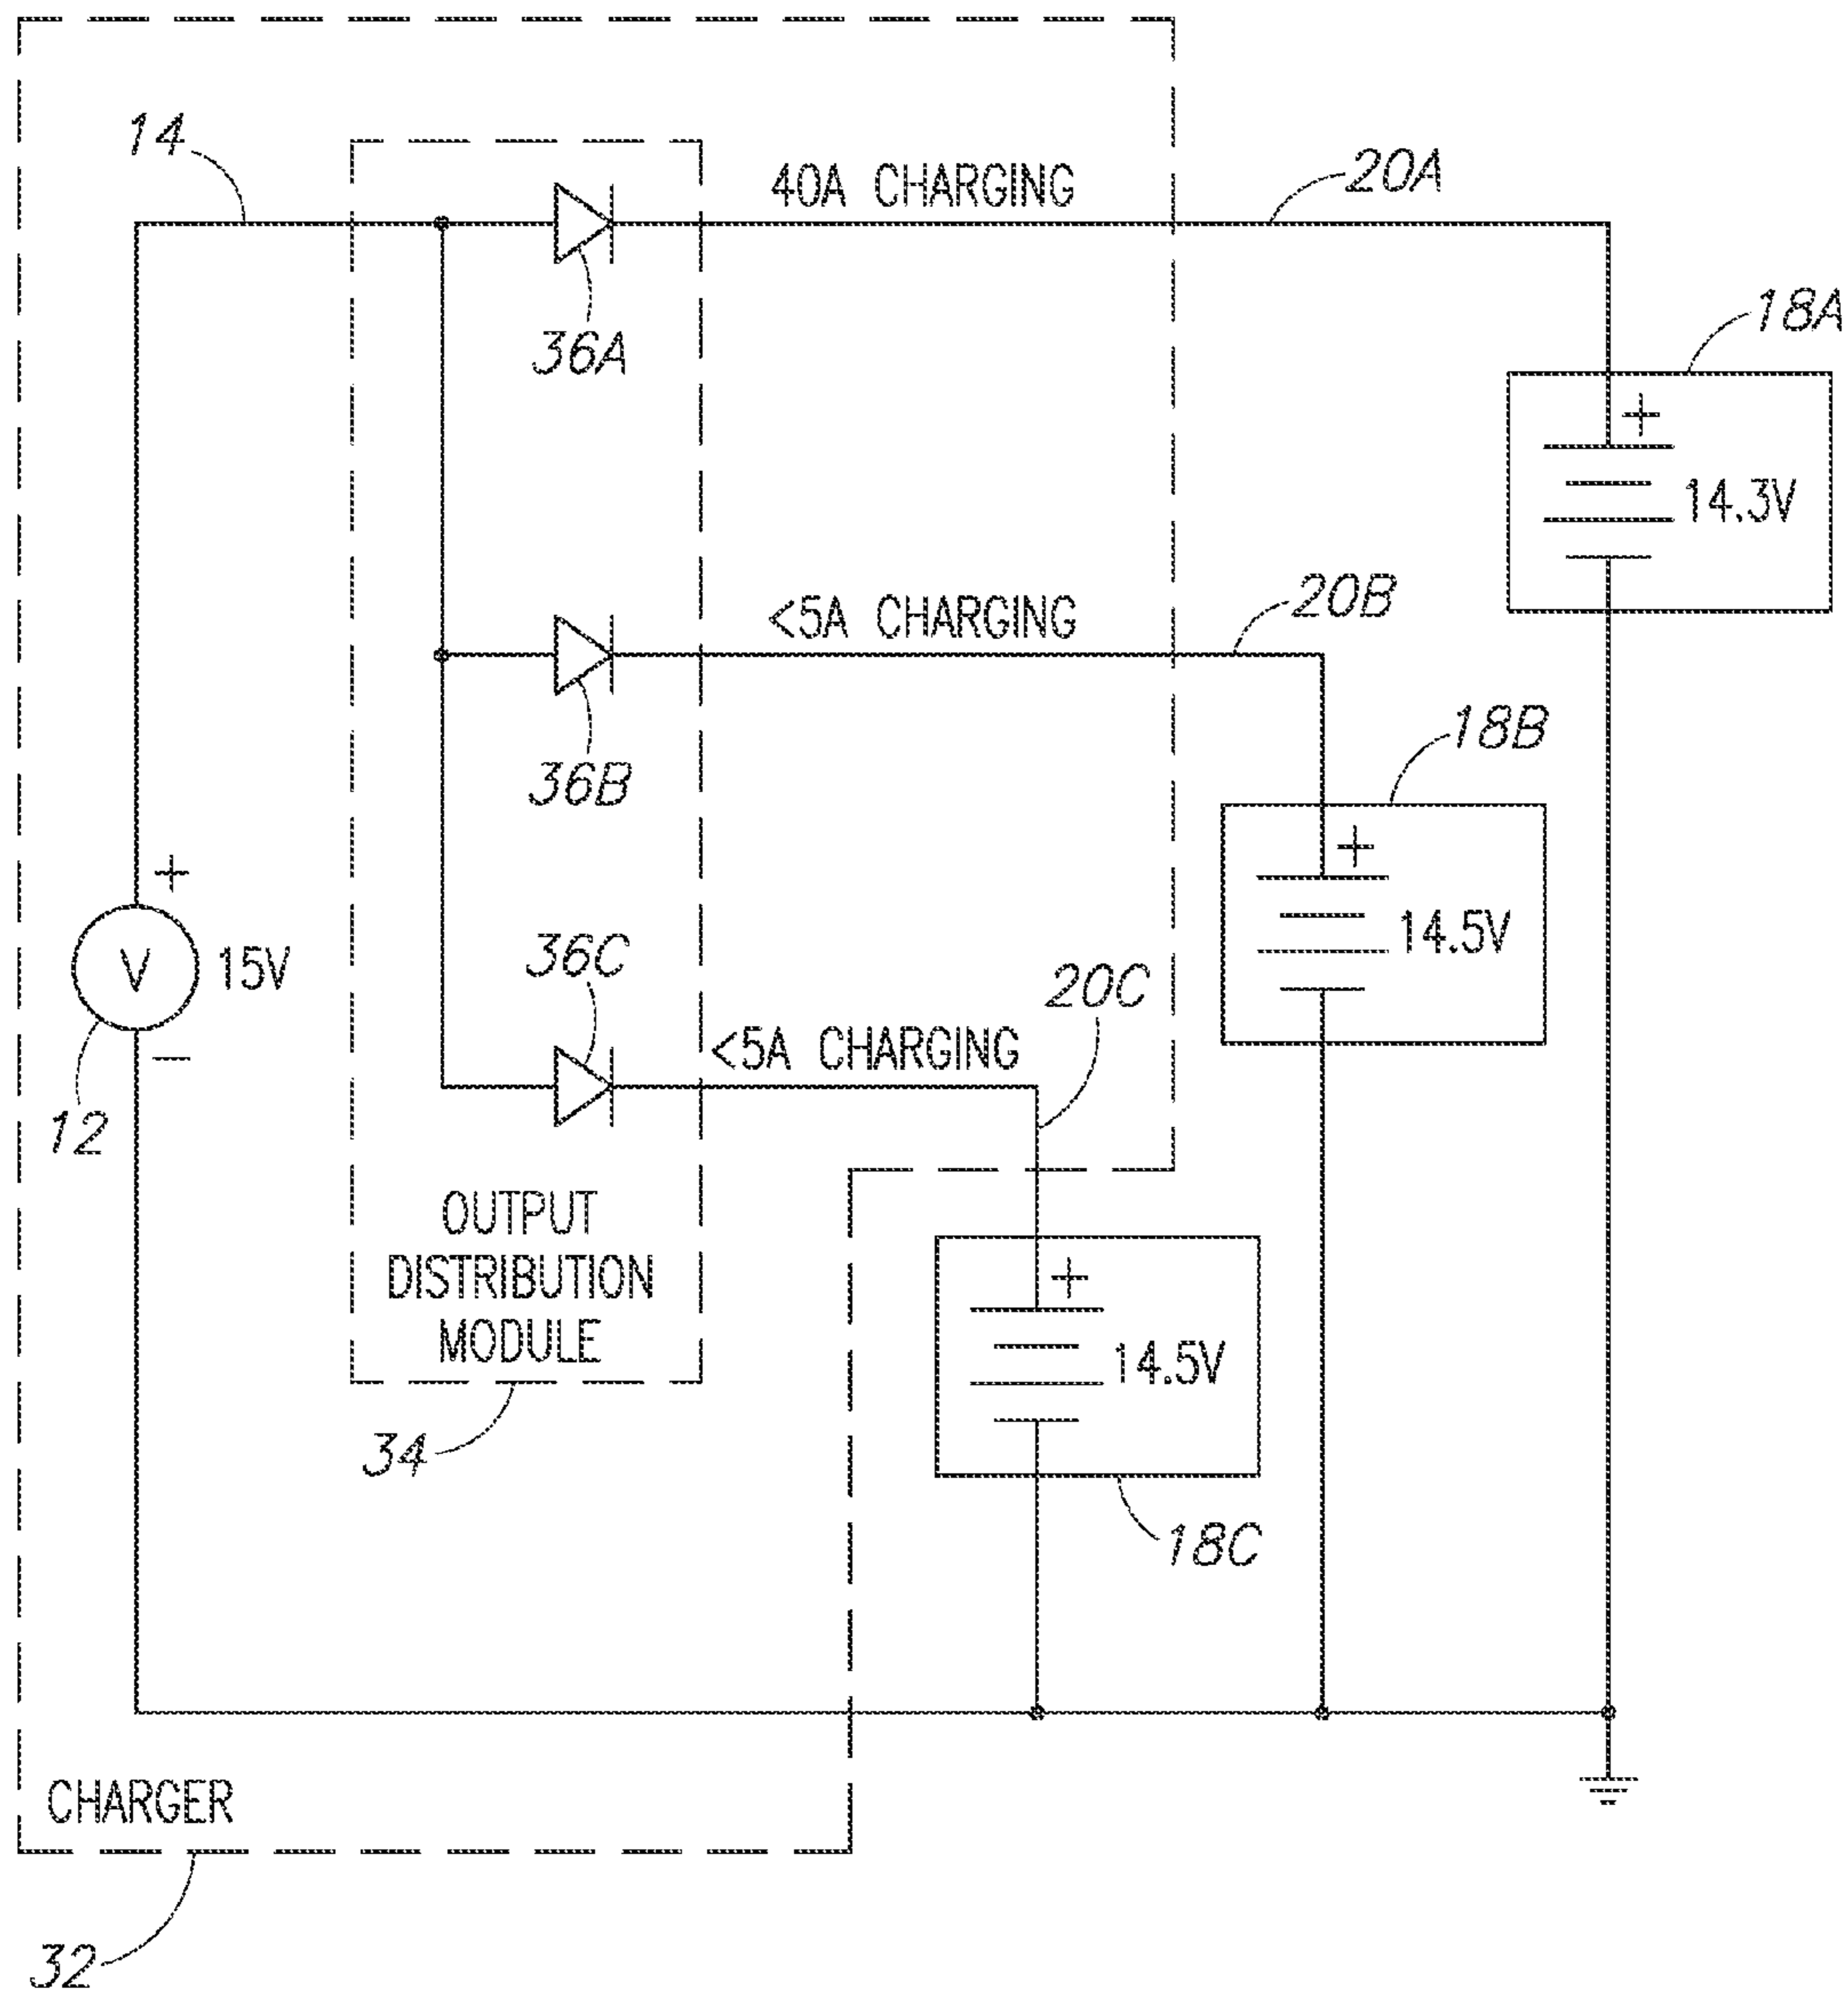 14
40A CHARGING
20A
36A
18A
+
14.3V
<5A CHARGING
20B
36B
18B
+
14.5V
+
V
15V
−
12
36C
20C
<5A CHARGING
OUTPUT
DISTRIBUTION
MODULE
34
+
14.5V
18C
CHARGER
32